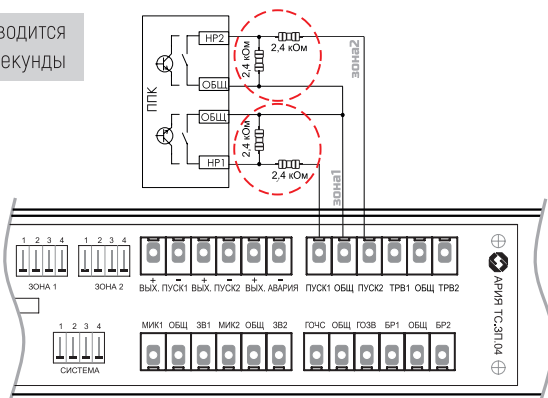 водится
екунды
ППК
НР2
ОБЩ
ОБЩ
НР1
2,4 кОм
2,4 кОм
2,4 кОм
2,4 кОм
зона2
зона1
1 2 3 4
ЗОНА 1
1 2 3 4
ЗОНА 2
+ − + − + −
ВЫХ. ПУСК1 ВЫХ. ПУСК2 ВЫХ. АВАРИЯ
ПУСК1 ОБЩ ПУСК2 ТРВ1 ОБЩ ТРВ2
1 2 3 4
СИСТЕМА
МИК1 ОБЩ ЗВ1 МИК2 ОБЩ ЗВ2
ГОЧС ОБЩ ГОЗВ БР1 ОБЩ БР2
АРИЯ ТС.ЗП.04